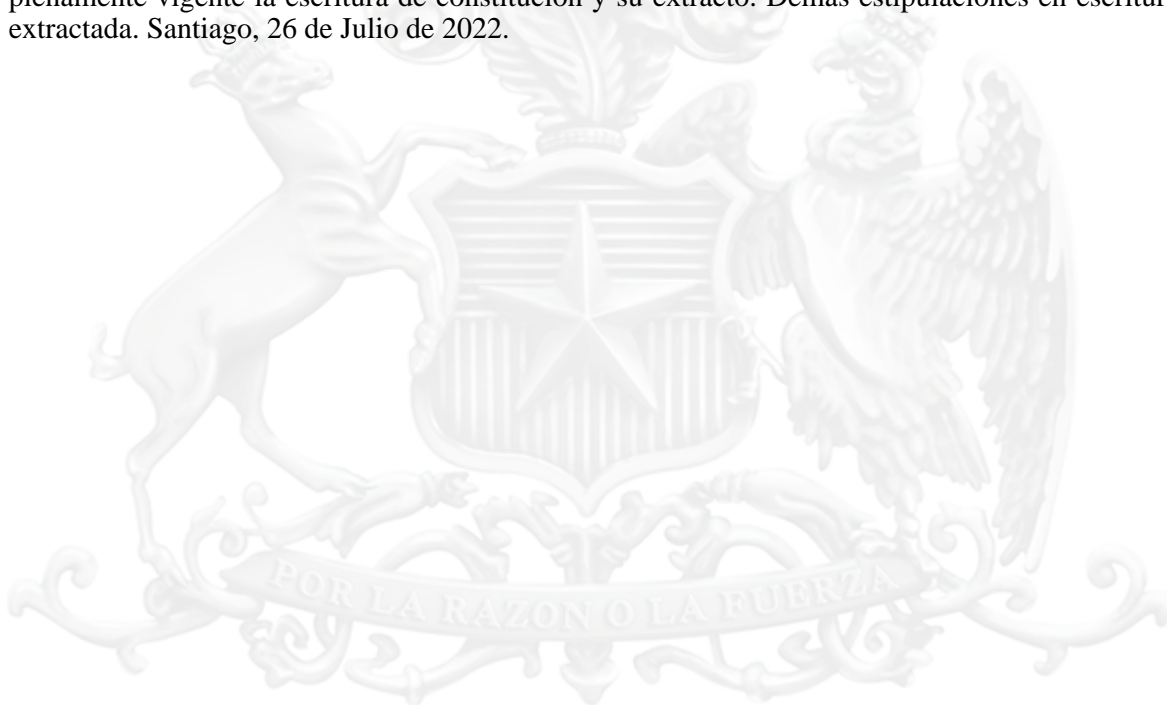 plenamente vigente la escritura de constitución y su extracto. Demás estipulaciones en escritura
extractada. Santiago, 26 de Julio de 2022.
POR LA RAZON O LA FUERZA